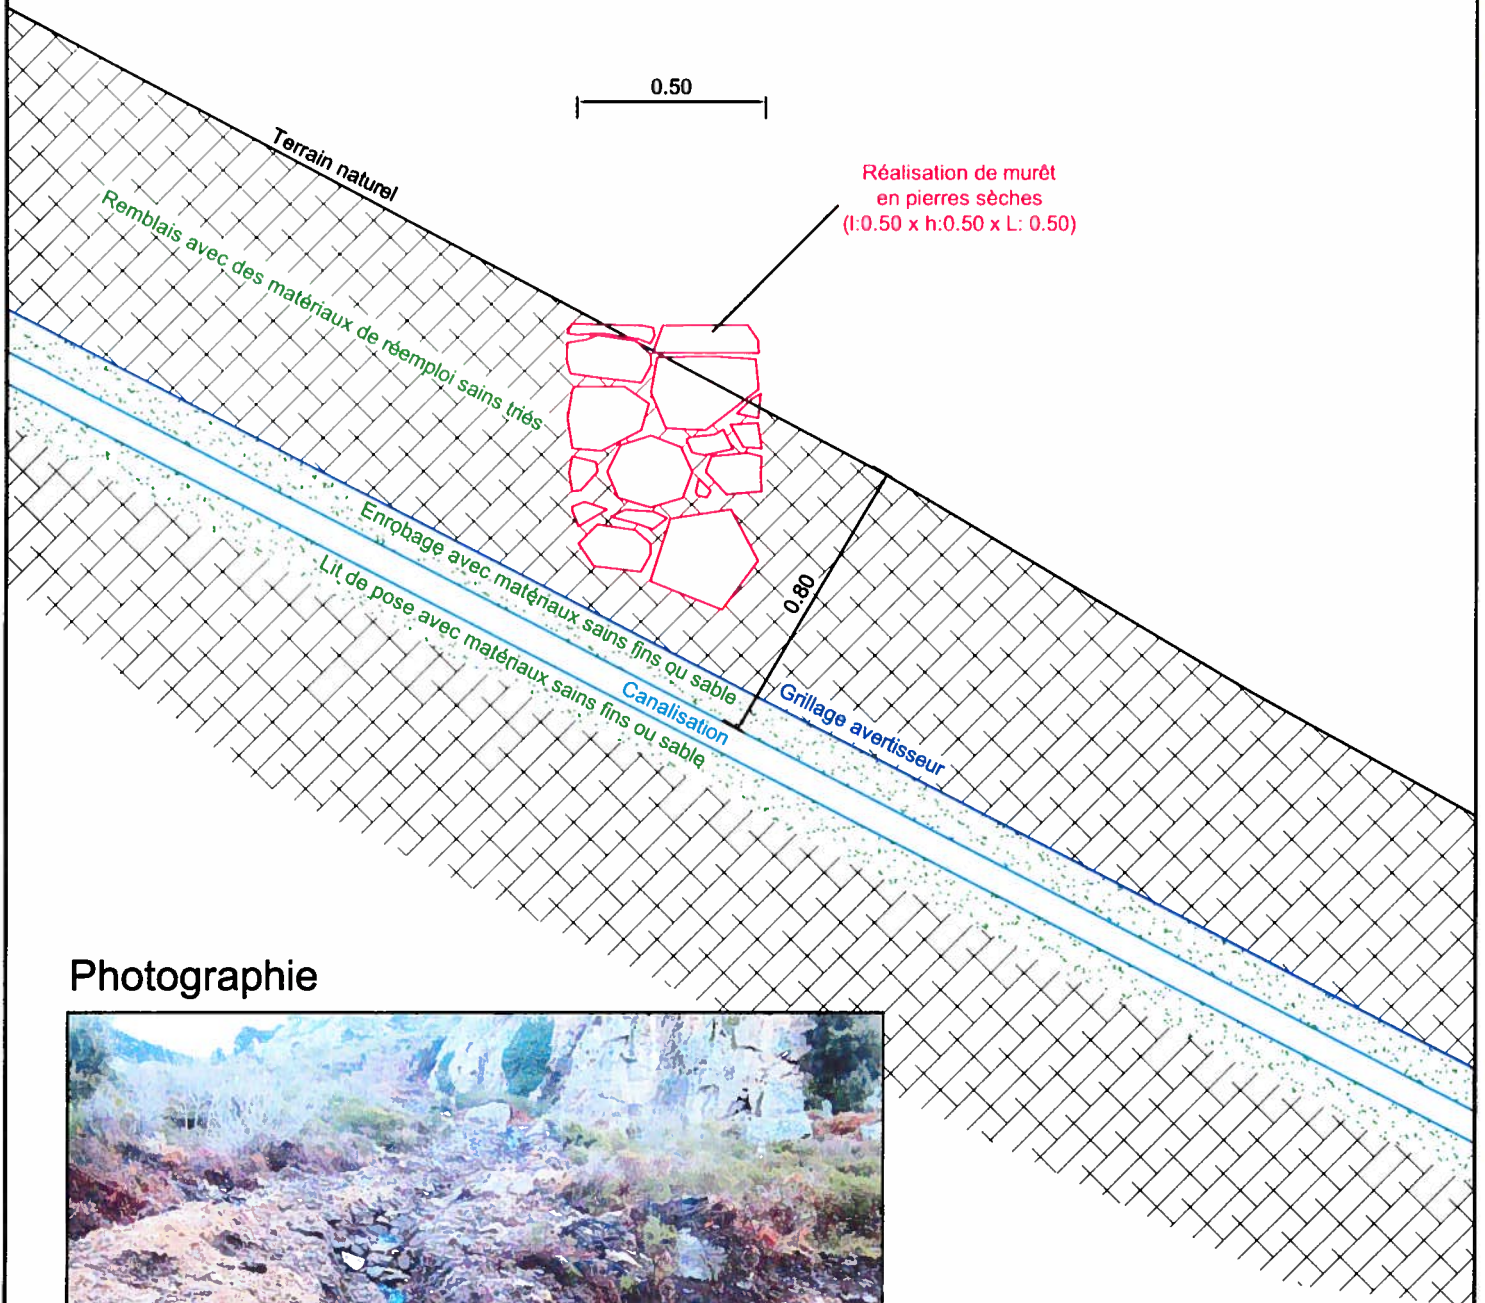 0.50
Terrain naturel
Réalisation de murêt
en pierres sèches
(l:0.50 x h:0.50 x L: 0.50)
Remblais avec des matériaux de réemploi sains triés
Enrobage avec matériaux sains fins ou sable
Lit de pose avec matériaux sains fins ou sable
Canalisation
0.80
Grillage avertisseur
Photographie